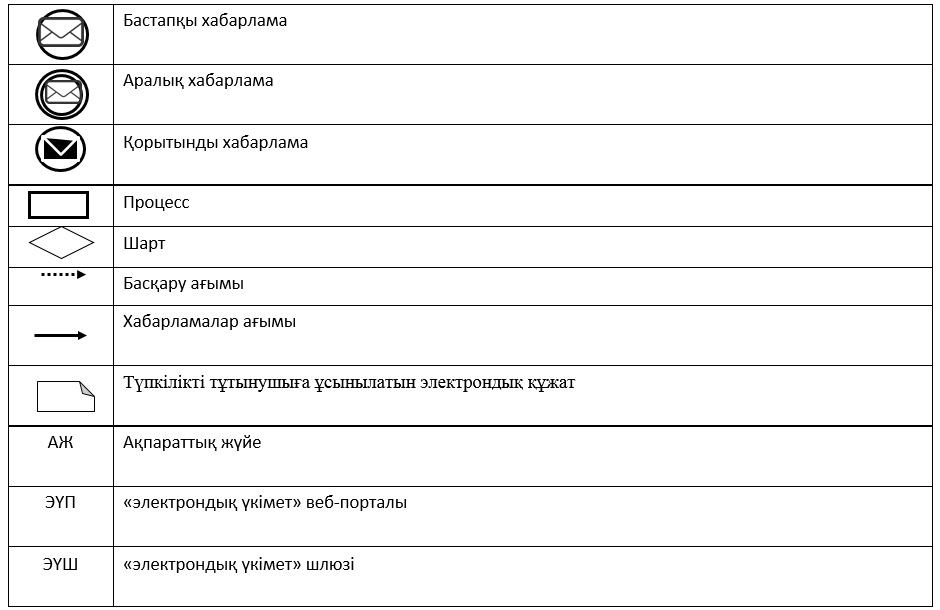 Бастапқы хабарлама
Аралық хабарлама
Қорытынды хабарлама
Процесс
Шарт
Басқару ағымы
Хабарламалар ағымы
Түпкілікті тұтынушыға ұсынылатын электрондық құжат
АЖ Ақпараттық жүйе
ЭҮП «электрондық үкімет» веб-порталы
ЭҮШ «электрондық үкімет» шлюзі